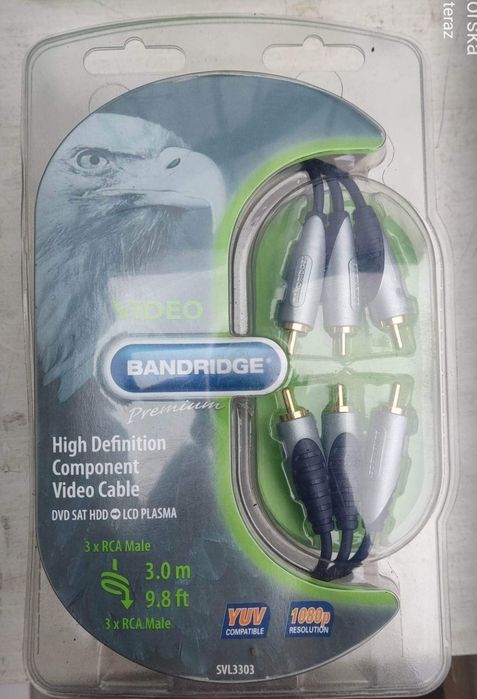 OLSKA
teraz
VIDEO
BANDRIDGE
Premium
High Definition
Component
Video Cable
DVD SAT HDD LCD PLASMA
3 x RCA Male
3.0 m
9.8 ft
3 x RCA Male
YUV
COMPATIBLE
1080p
RESOLUTION
SVL3303